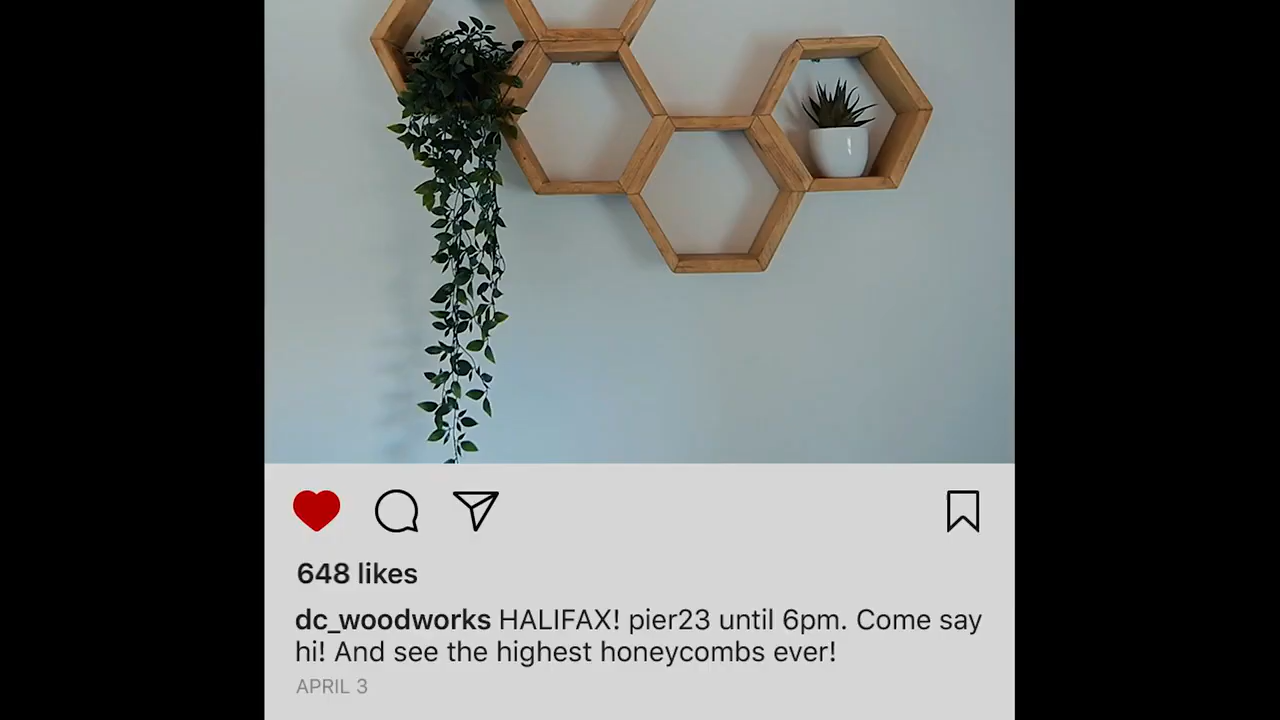 648 likes
dc_woodworks HALIFAX! pier23 until 6pm. Come say
hi! And see the highest honeycombs ever!
APRIL 3